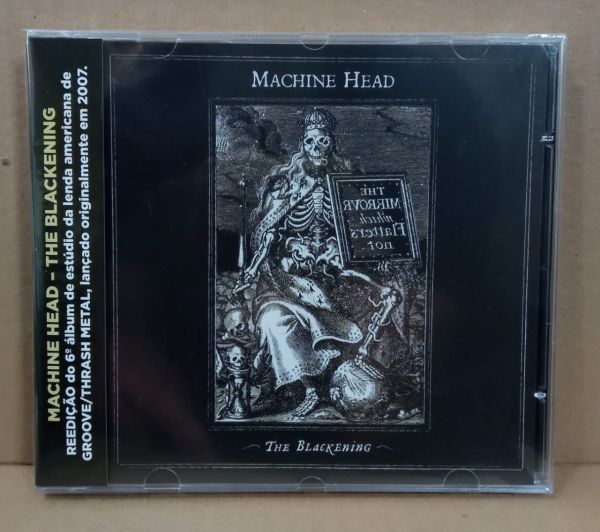 MACHINE HEAD – THE BLACKENING
REEDIÇÃO do 6º álbum de estúdio da lenda americana de
GROOVE/THRASH METAL, lançado originalmente em 2007.
MACHINE HEAD
THE
MIRROVR
which
Flatters
not
THE BLACKENING